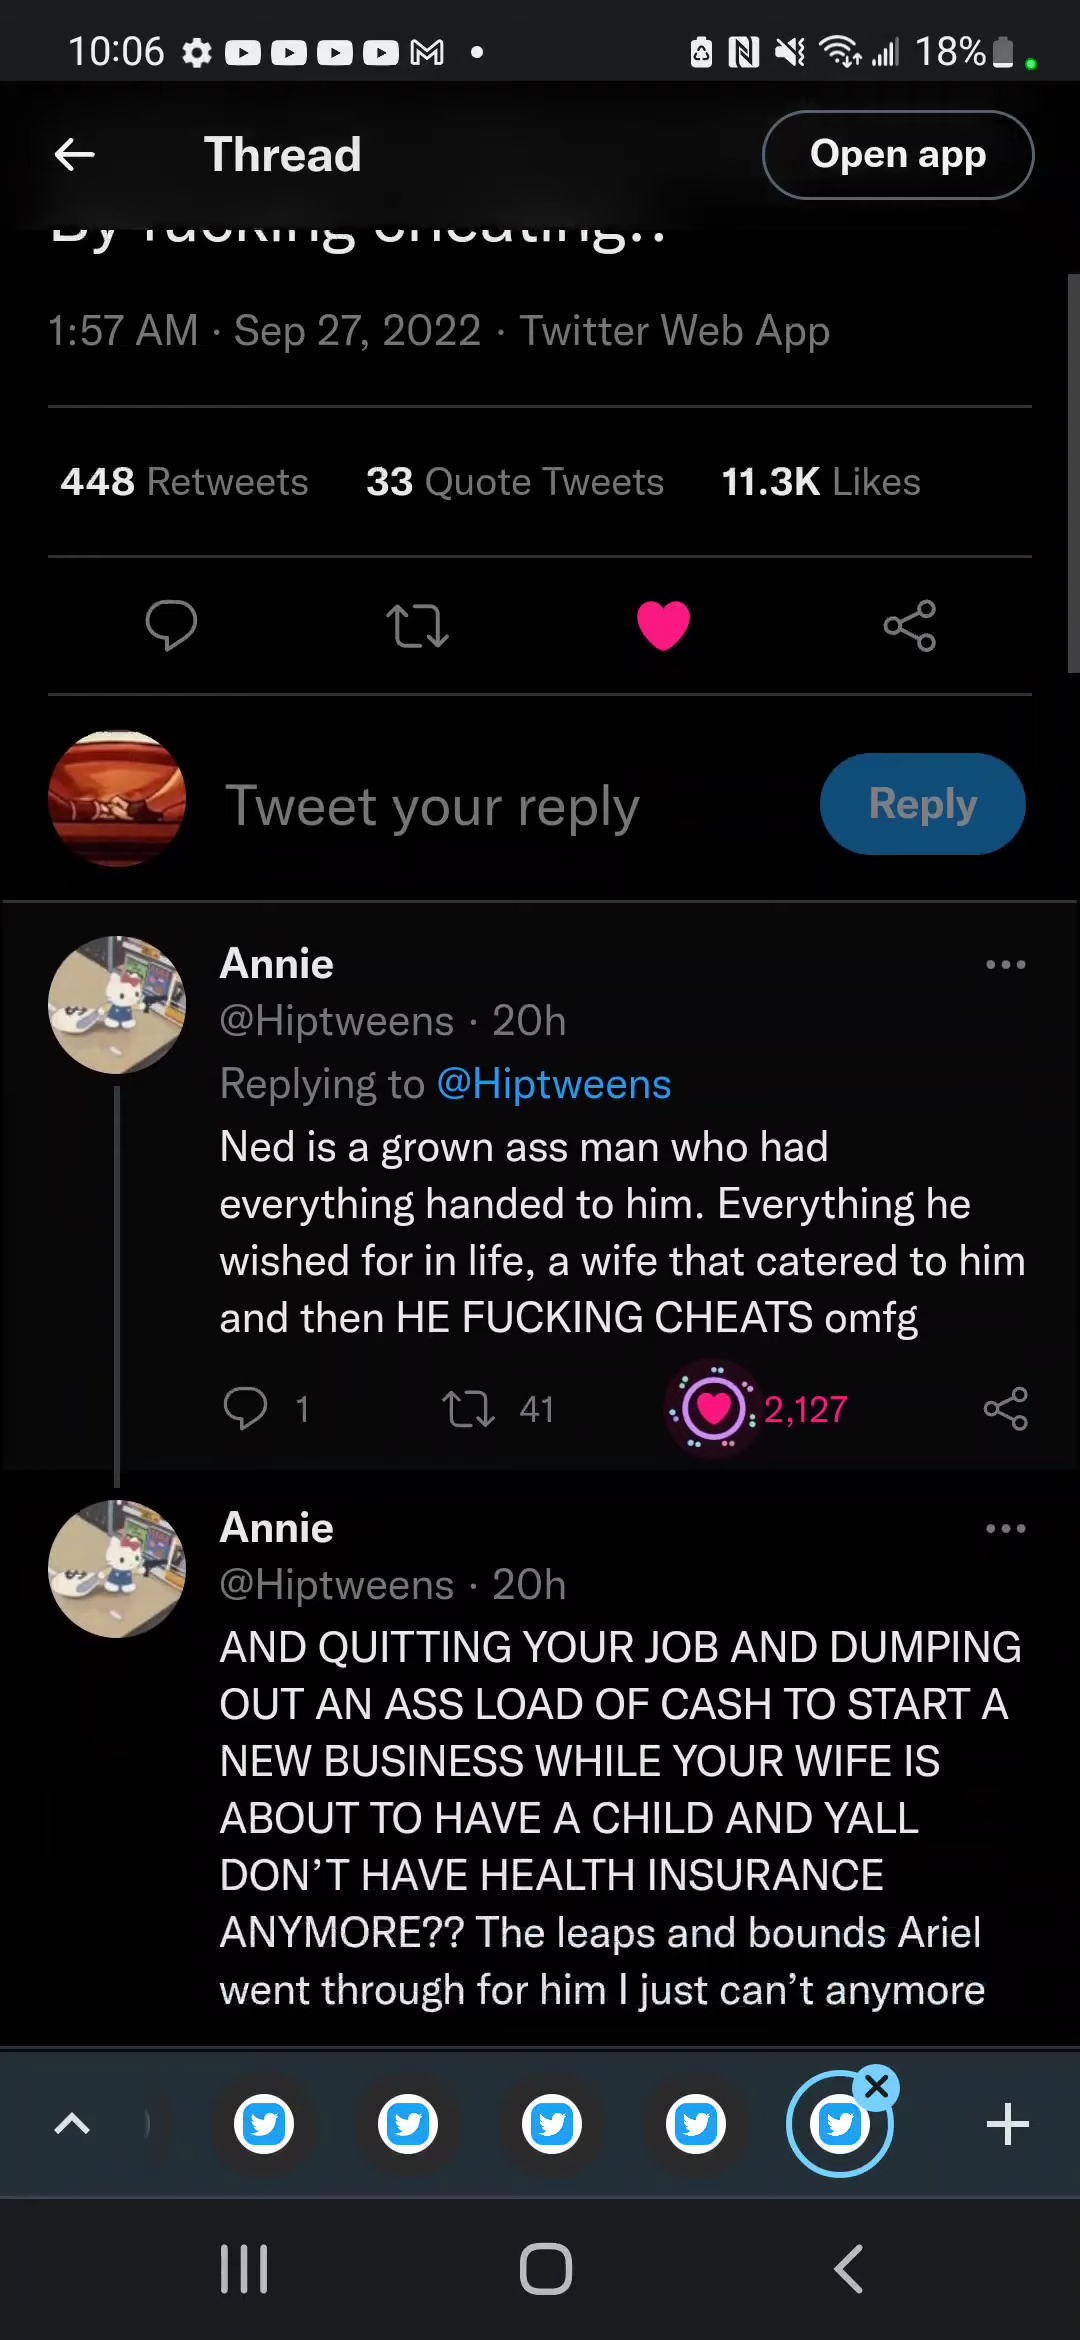 10:06
18%
Thread
Open app
By fucking cheating..
1:57 AM · Sep 27, 2022 · Twitter Web App
448 Retweets 33 Quote Tweets 11.3K Likes
Tweet your reply
Reply
Annie
@Hiptweens · 20h
Replying to @Hiptweens
Ned is a grown ass man who had
everything handed to him. Everything he
wished for in life, a wife that catered to him
and then HE FUCKING CHEATS omfg
1 41 2,127
Annie
@Hiptweens · 20h
AND QUITTING YOUR JOB AND DUMPING
OUT AN ASS LOAD OF CASH TO START A
NEW BUSINESS WHILE YOUR WIFE IS
ABOUT TO HAVE A CHILD AND YALL
DON’T HAVE HEALTH INSURANCE
ANYMORE?? The leaps and bounds Ariel
went through for him I just can’t anymore